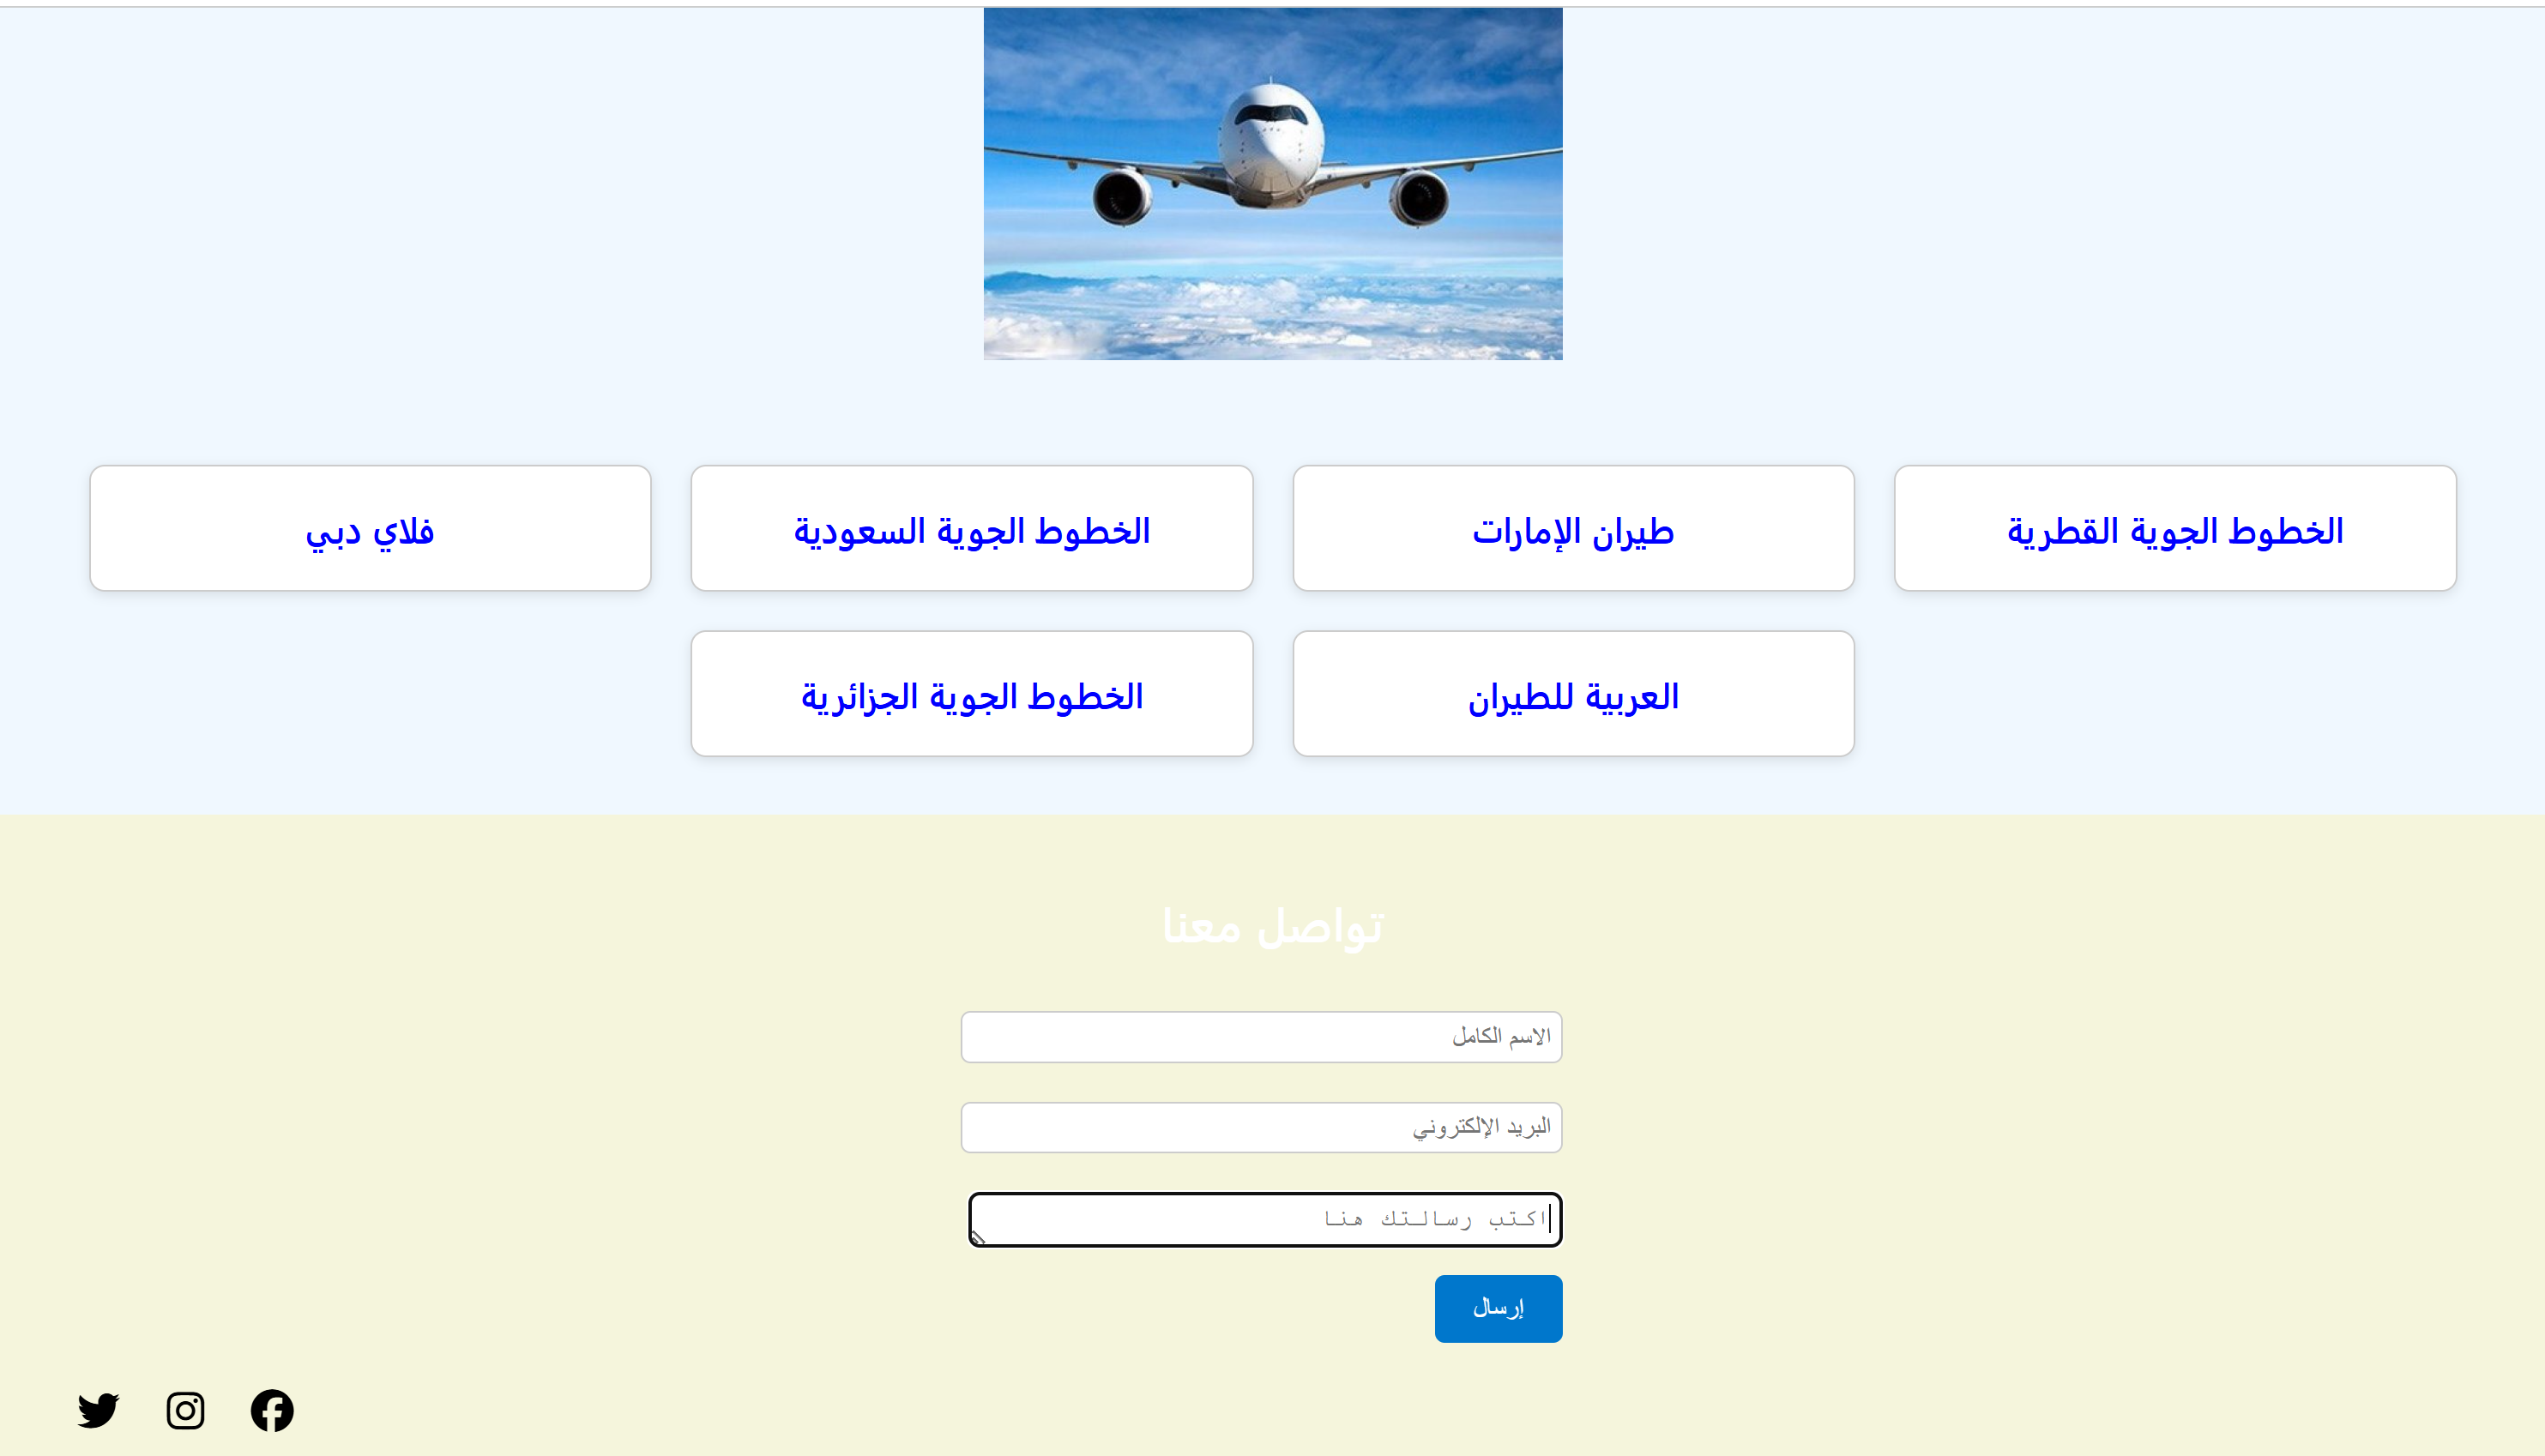 الخطوط الجوية القطرية
طيران الإمارات
الخطوط الجوية السعودية
فلاي دبي
العربية للطيران
الخطوط الجوية الجزائرية
تواصل معنا
الاسم الكامل
البريد الإلكتروني
اكتب رسالتك هنا
إرسال